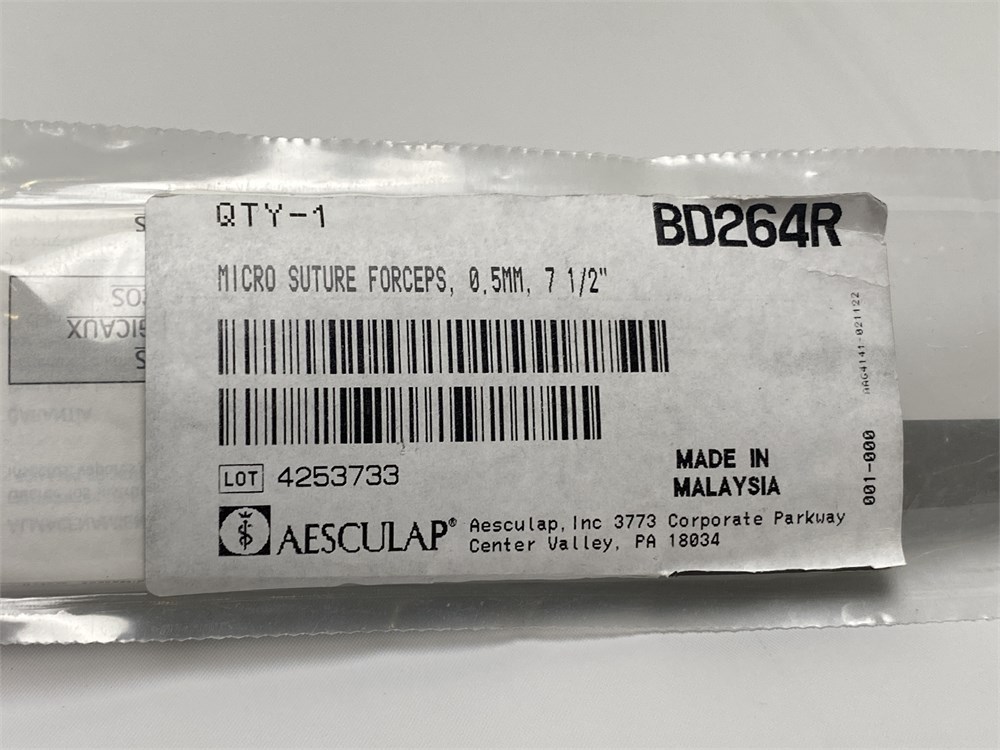 QTY-1
BD264R
MICRO SUTURE FORCEPS, 0.5MM, 7 1/2"
LOT 4253733
MADE IN
MALAYSIA
AESCULAP®
Aesculap, Inc 3773 Corporate Parkway
Center Valley, PA 18034
001-000